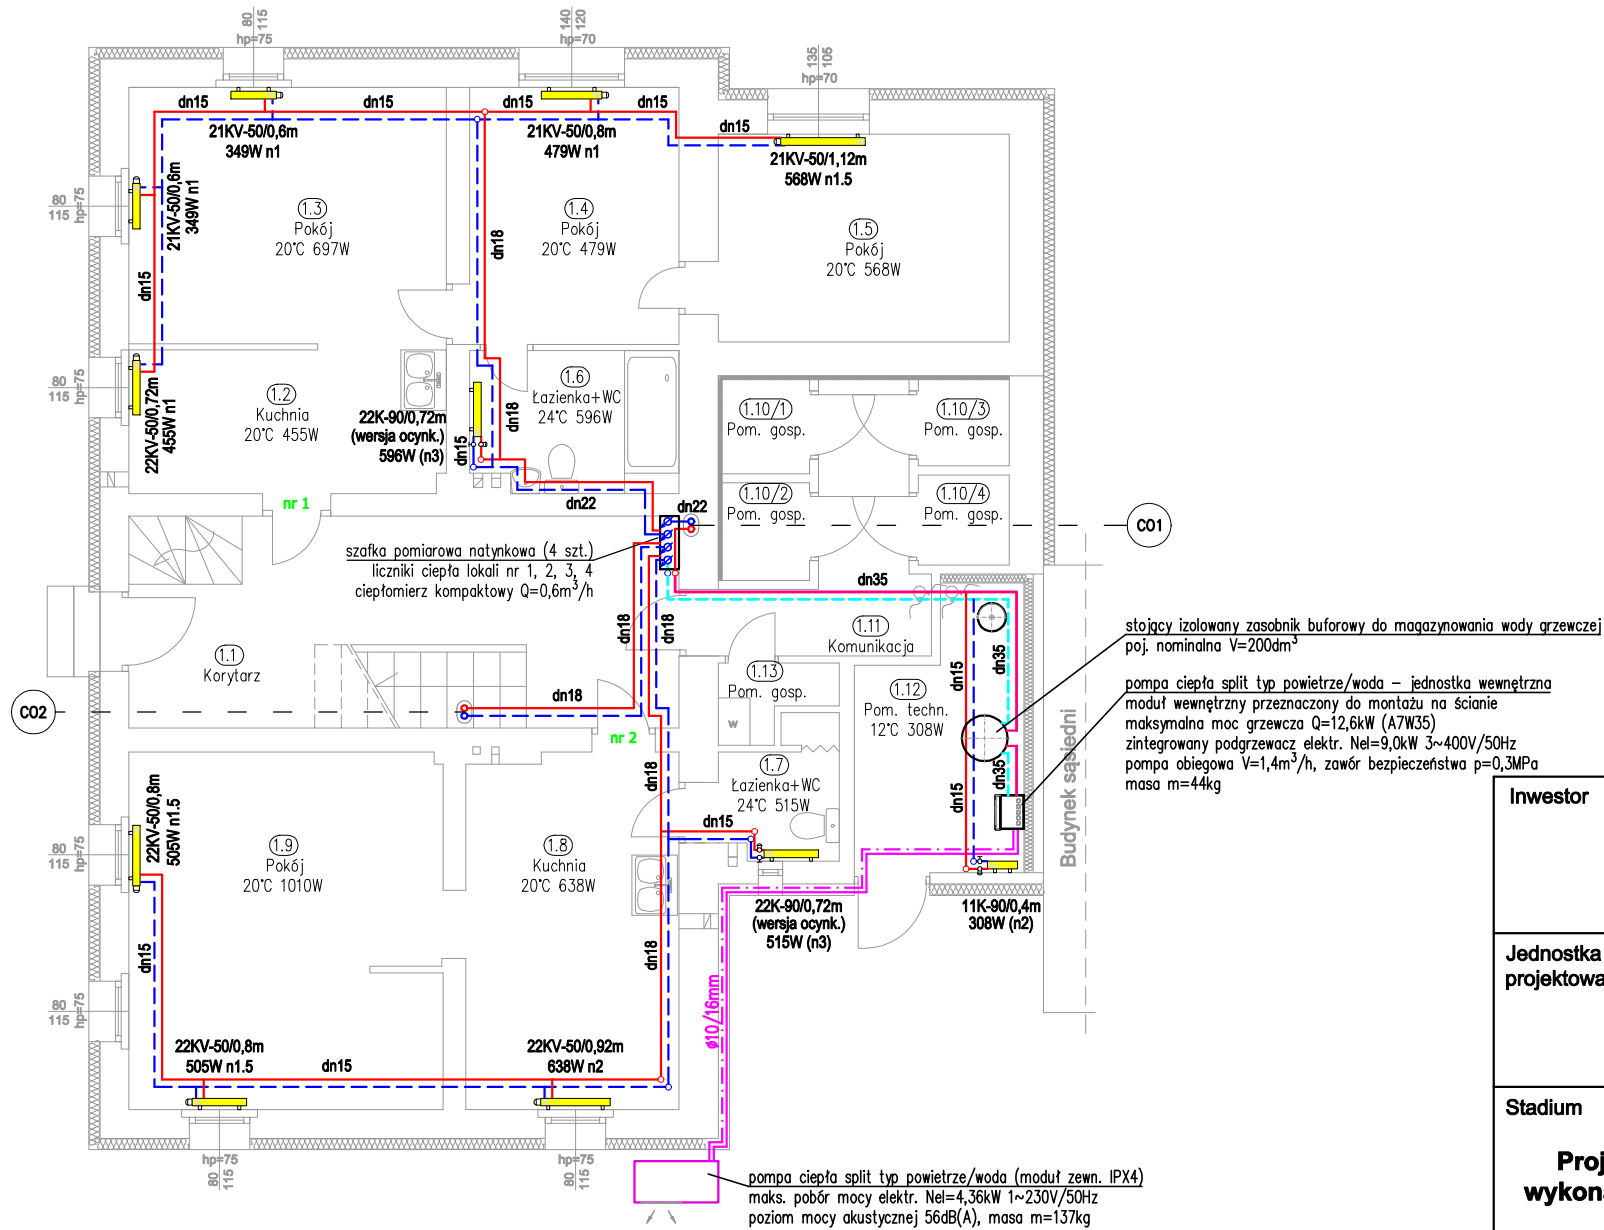 80
115
hp=75
140
120
hp=70
135
105
hp=70
dn15
dn15
dn15
dn15
dn15
21KV-50/0,6m
349W n1
21KV-50/0,8m
479W n1
21KV-50/1,12m
568W n1.5
80
115
hp=75
21KV-50/0,6m
349W n1
1.3
Pokój
20°C 697W
1.4
Pokój
20°C 479W
1.5
Pokój
20°C 568W
dn18
dn15
80
115
hp=75
22KV-50/0,72m
455W n1
1.2
Kuchnia
20°C 455W
22K-90/0,72m
(wersja ocynk.)
596W (n3)
dn15
dn18
1.6
Łazienka+WC
24°C 596W
1.10/1
Pom. gosp.
1.10/3
Pom. gosp.
1.10/2
Pom. gosp.
1.10/4
Pom. gosp.
nr 1
dn22
dn22
CO1
szafka pomiarowa natynkowa (4 szt.)
liczniki ciepła lokali nr 1, 2, 3, 4
ciepłomierz kompaktowy Q=0,6m³/h
dn35
dn18
dn18
1.11
Komunikacja
1.1
Korytarz
1.13
Pom. gosp.
w
1.12
Pom. techn.
12°C 308W
dn15
dn35
stojący izolowany zasobnik buforowy do magazynowania wody grzewczej
poj. nominalna V=200dm³
pompa ciepła split typ powietrze/woda – jednostka wewnętrzna
moduł wewnętrzny przeznaczony do montażu na ścianie
maksymalna moc grzewcza Q=12,6kW (A7W35)
zintegrowany podgrzewacz elektr. Nel=9,0kW 3~400V/50Hz
pompa obiegowa V=1,4m³/h, zawór bezpieczeństwa p=0,3MPa
masa m=44kg
CO2
dn18
nr 2
dn18
1.7
Łazienka+WC
24°C 515W
dn15
dn15
dn35
Budynek sąsiedni
80
115
hp=75
22KV-50/0,8m
505W n1.5
1.9
Pokój
20°C 1010W
1.8
Kuchnia
20°C 638W
22K-90/0,72m
(wersja ocynk.)
515W (n3)
11K-90/0,4m
308W (n2)
dn15
dn18
80
115
hp=75
ø10/16mm
22KV-50/0,8m
505W n1.5
dn15
22KV-50/0,92m
638W n2
hp=75
80
115
hp=75
80
115
pompa ciepła split typ powietrze/woda (moduł zewn. IPX4)
maks. pobór mocy elektr. Nel=4,36kW 1~230V/50Hz
poziom mocy akustycznej 56dB(A), masa m=137kg
Inwestor
Jednostka
projektowa
Stadium
Proj
wykona